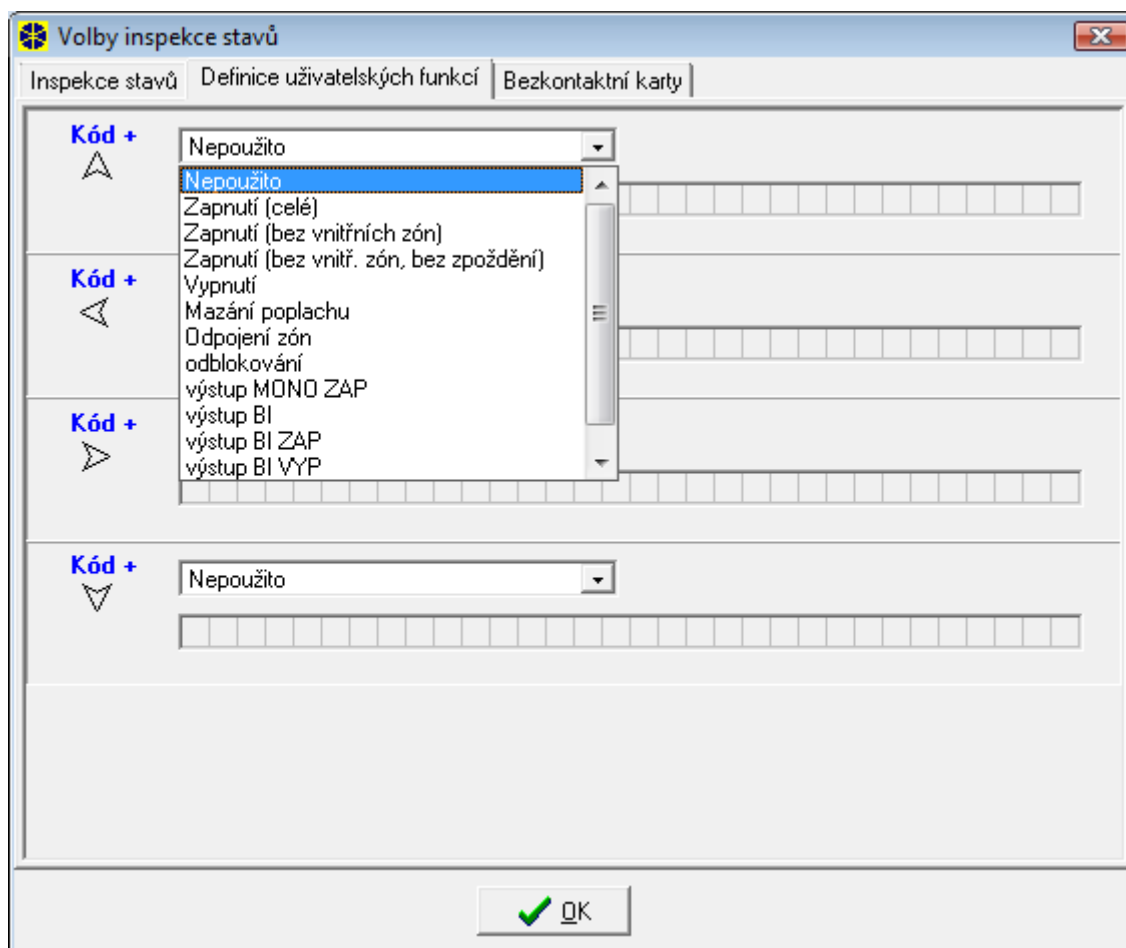 Volby inspekce stavů
Inspekce stavů
Definice uživatelských funkcí
Bezkontaktní karty
Kód +
Nepoužito
Nepoužito
Zapnutí (celé)
Zapnutí (bez vnitřních zón)
Zapnutí (bez vnitř. zón, bez zpoždění)
Vypnutí
Mazání poplachu
Odpojení zón
odblokování
výstup MONO ZAP
výstup BI
výstup BI ZAP
výstup BI VYP
Kód +
Kód +
Kód +
Nepoužito
OK